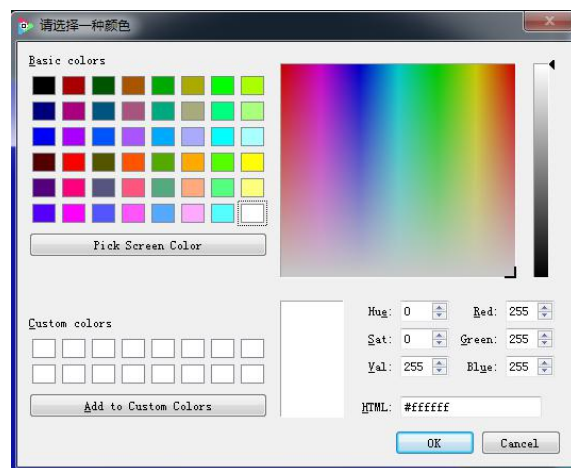 请选择一种颜色
Basic colors
Pick Screen Color
Custom colors
Add to Custom Colors
Hue: 0 Red: 255
Sat: 0 Green: 255
Val: 255 Blue: 255
HTML: #ffffff
OK Cancel